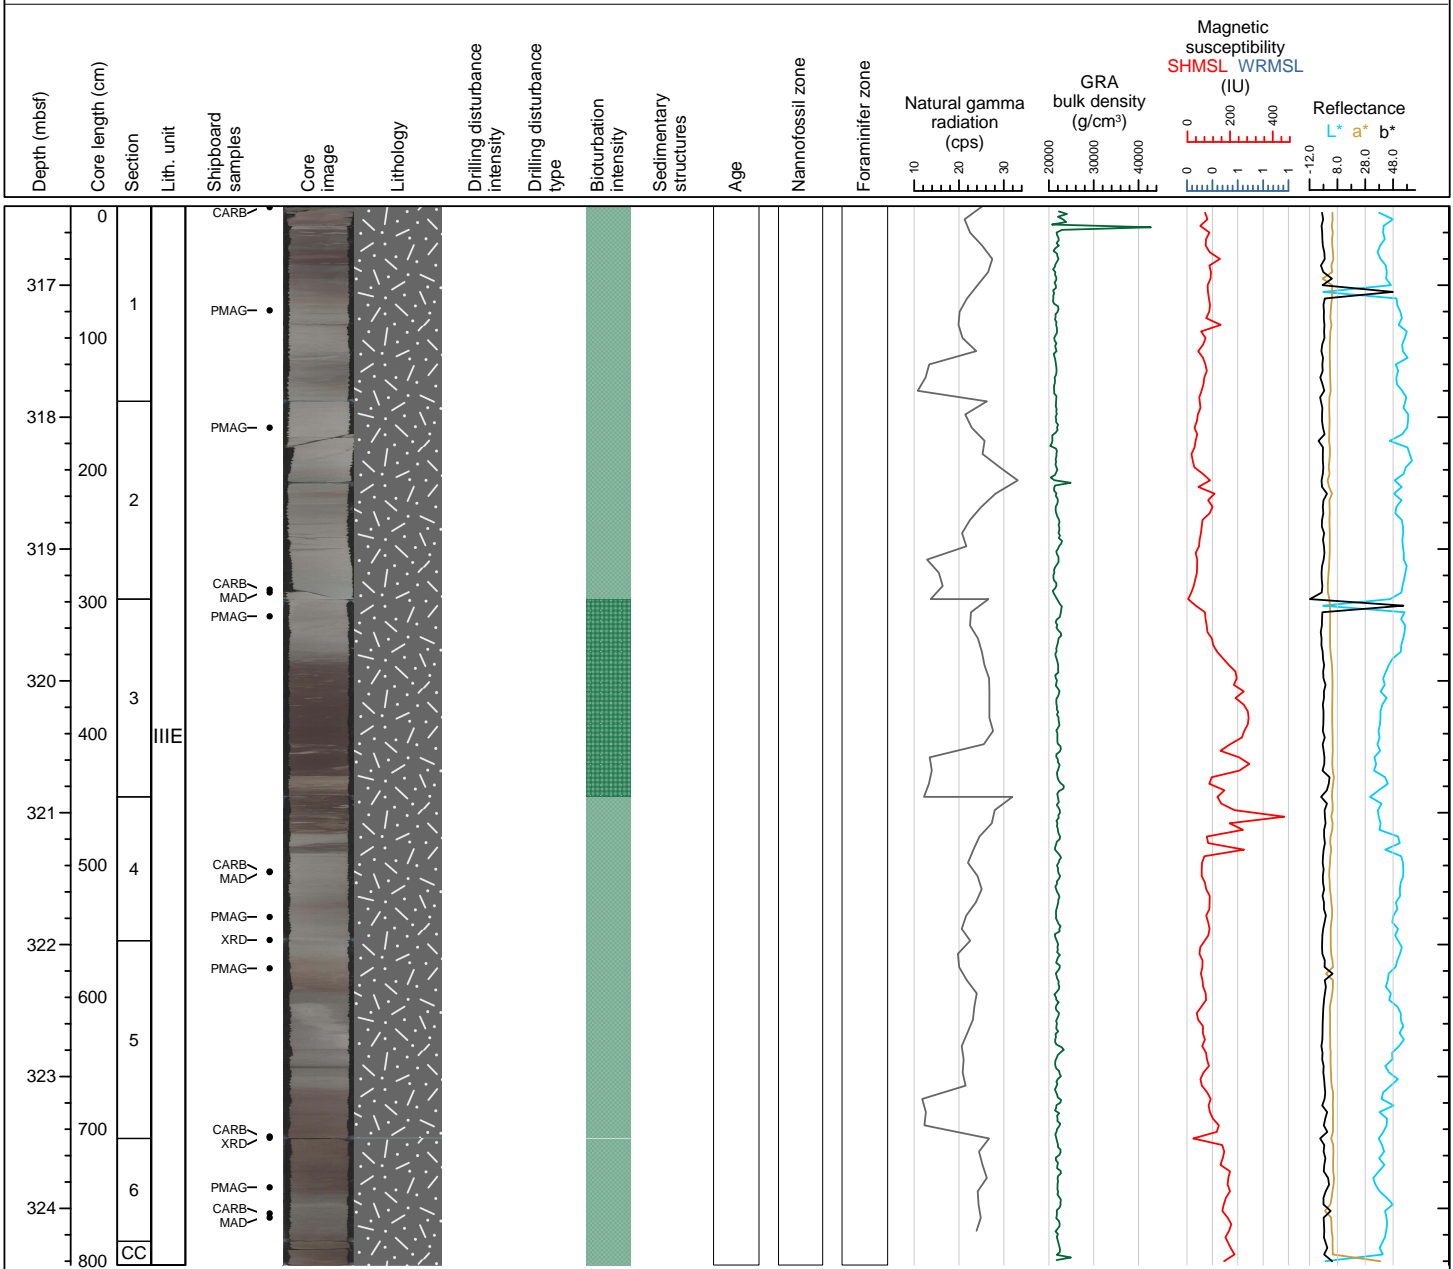 Depth (mbsf)
Core length (cm)
Section
Lith. unit
Shipboard
samples
Core
image
Lithology
Drilling disturbance
intensity
Drilling disturbance
type
Bioturbation
intensity
Sedimentary
structures
Age
Nannofossil zone
Foraminifer zone
Natural gamma
radiation
(cps)
10 20 30
GRA
bulk density
(g/cm³)
20000 30000 40000
Magnetic
susceptibility
SHMSL WRMSL
(IU)
0 200 400
0 0 1 1 1
Reflectance
L* a* b*
-12.0 8.0 28.0 48.0
0
CARB
317
1
PMAG
100
318
PMAG
200
2
319
CARB
MAD
300
PMAG
320
3
400
IIIE
321
500
4
CARB
MAD
PMAG
322
XRD
PMAG
600
5
323
700
CARB
XRD
6
PMAG
324
CARB
MAD
CC
800